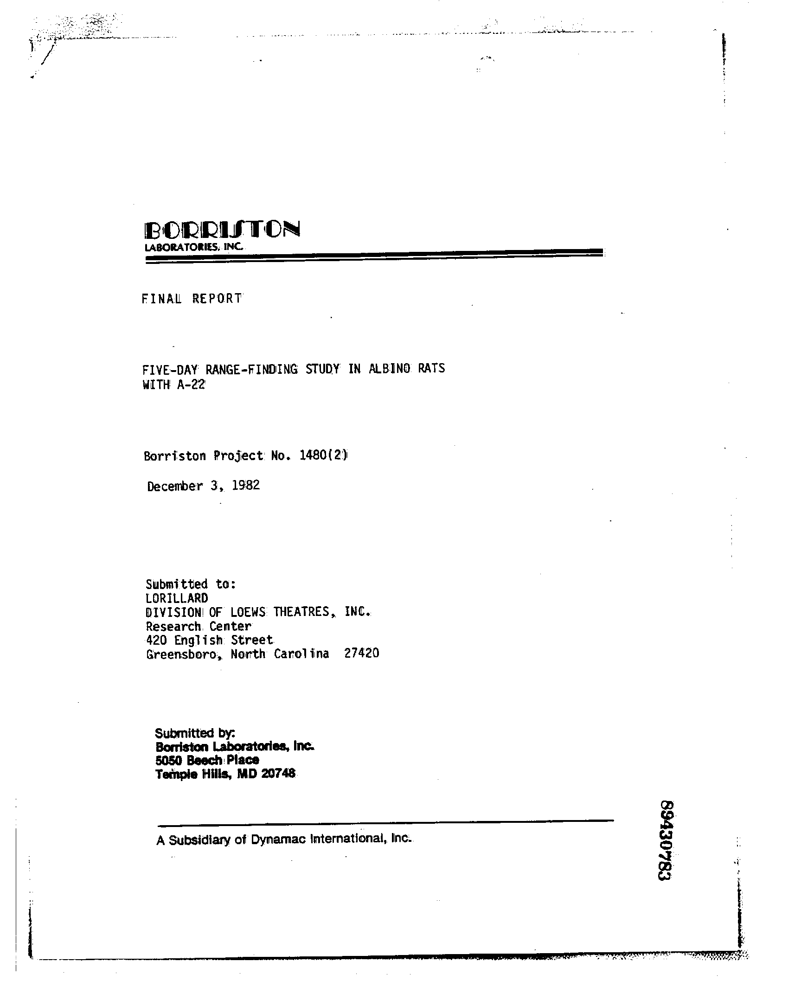 BORRISTON
LABORATORIES, INC.
FINAL REPORT
FIVE-DAY RANGE-FINDING STUDY IN ALBINO RATS
WITH A-22
Borriston Project No. 1480(2)
December 3, 1982
Submitted to:
LORILLARD
DIVISION OF LOEWS THEATRES, INC.
Research Center
420 English Street
Greensboro, North Carolina 27420
Submitted by:
Borriston Laboratories, Inc.
5050 Beech Place
Temple Hills, MD 20748
A Subsidiary of Dynamac International, Inc.
89430783